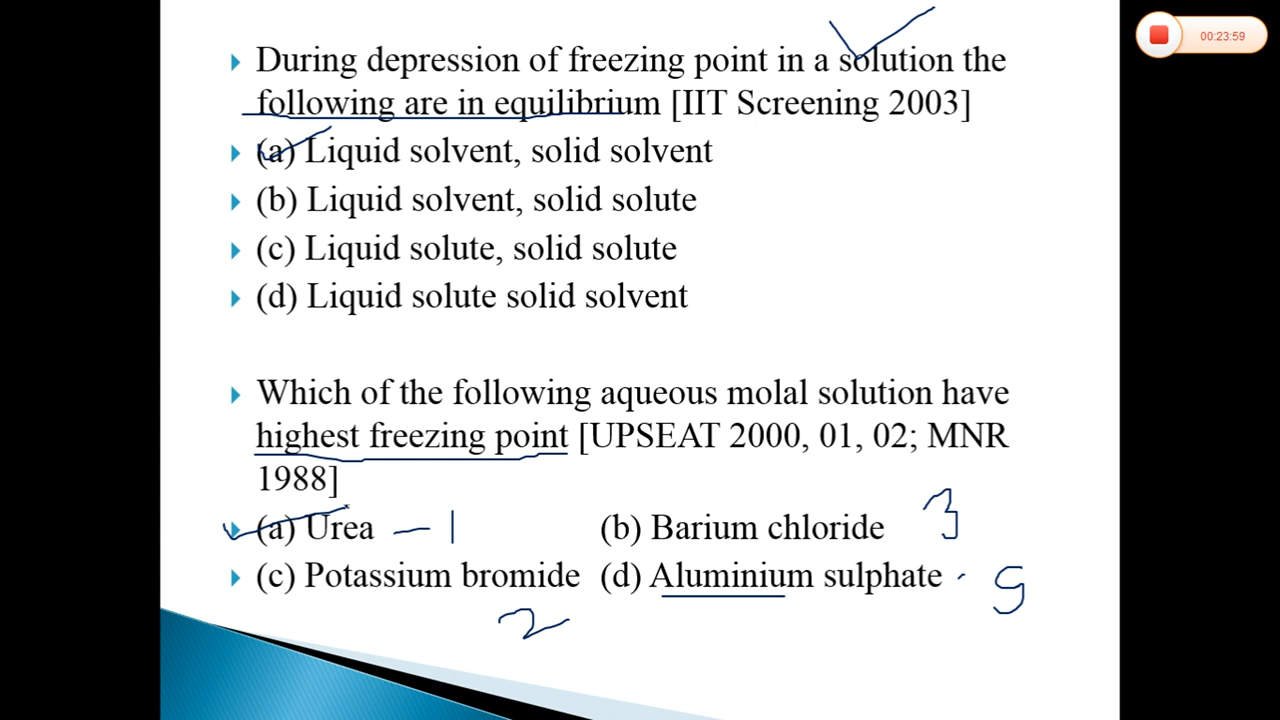 00:23:59
During depression of freezing point in a solution the
following are in equilibrium [IIT Screening 2003]
(a) Liquid solvent, solid solvent
(b) Liquid solvent, solid solute
(c) Liquid solute, solid solute
(d) Liquid solute solid solvent
Which of the following aqueous molal solution have
highest freezing point [UPSEAT 2000, 01, 02; MNR
1988]
(a) Urea – 1 (b) Barium chloride 3
(c) Potassium bromide (d) Aluminium sulphate - 5
2